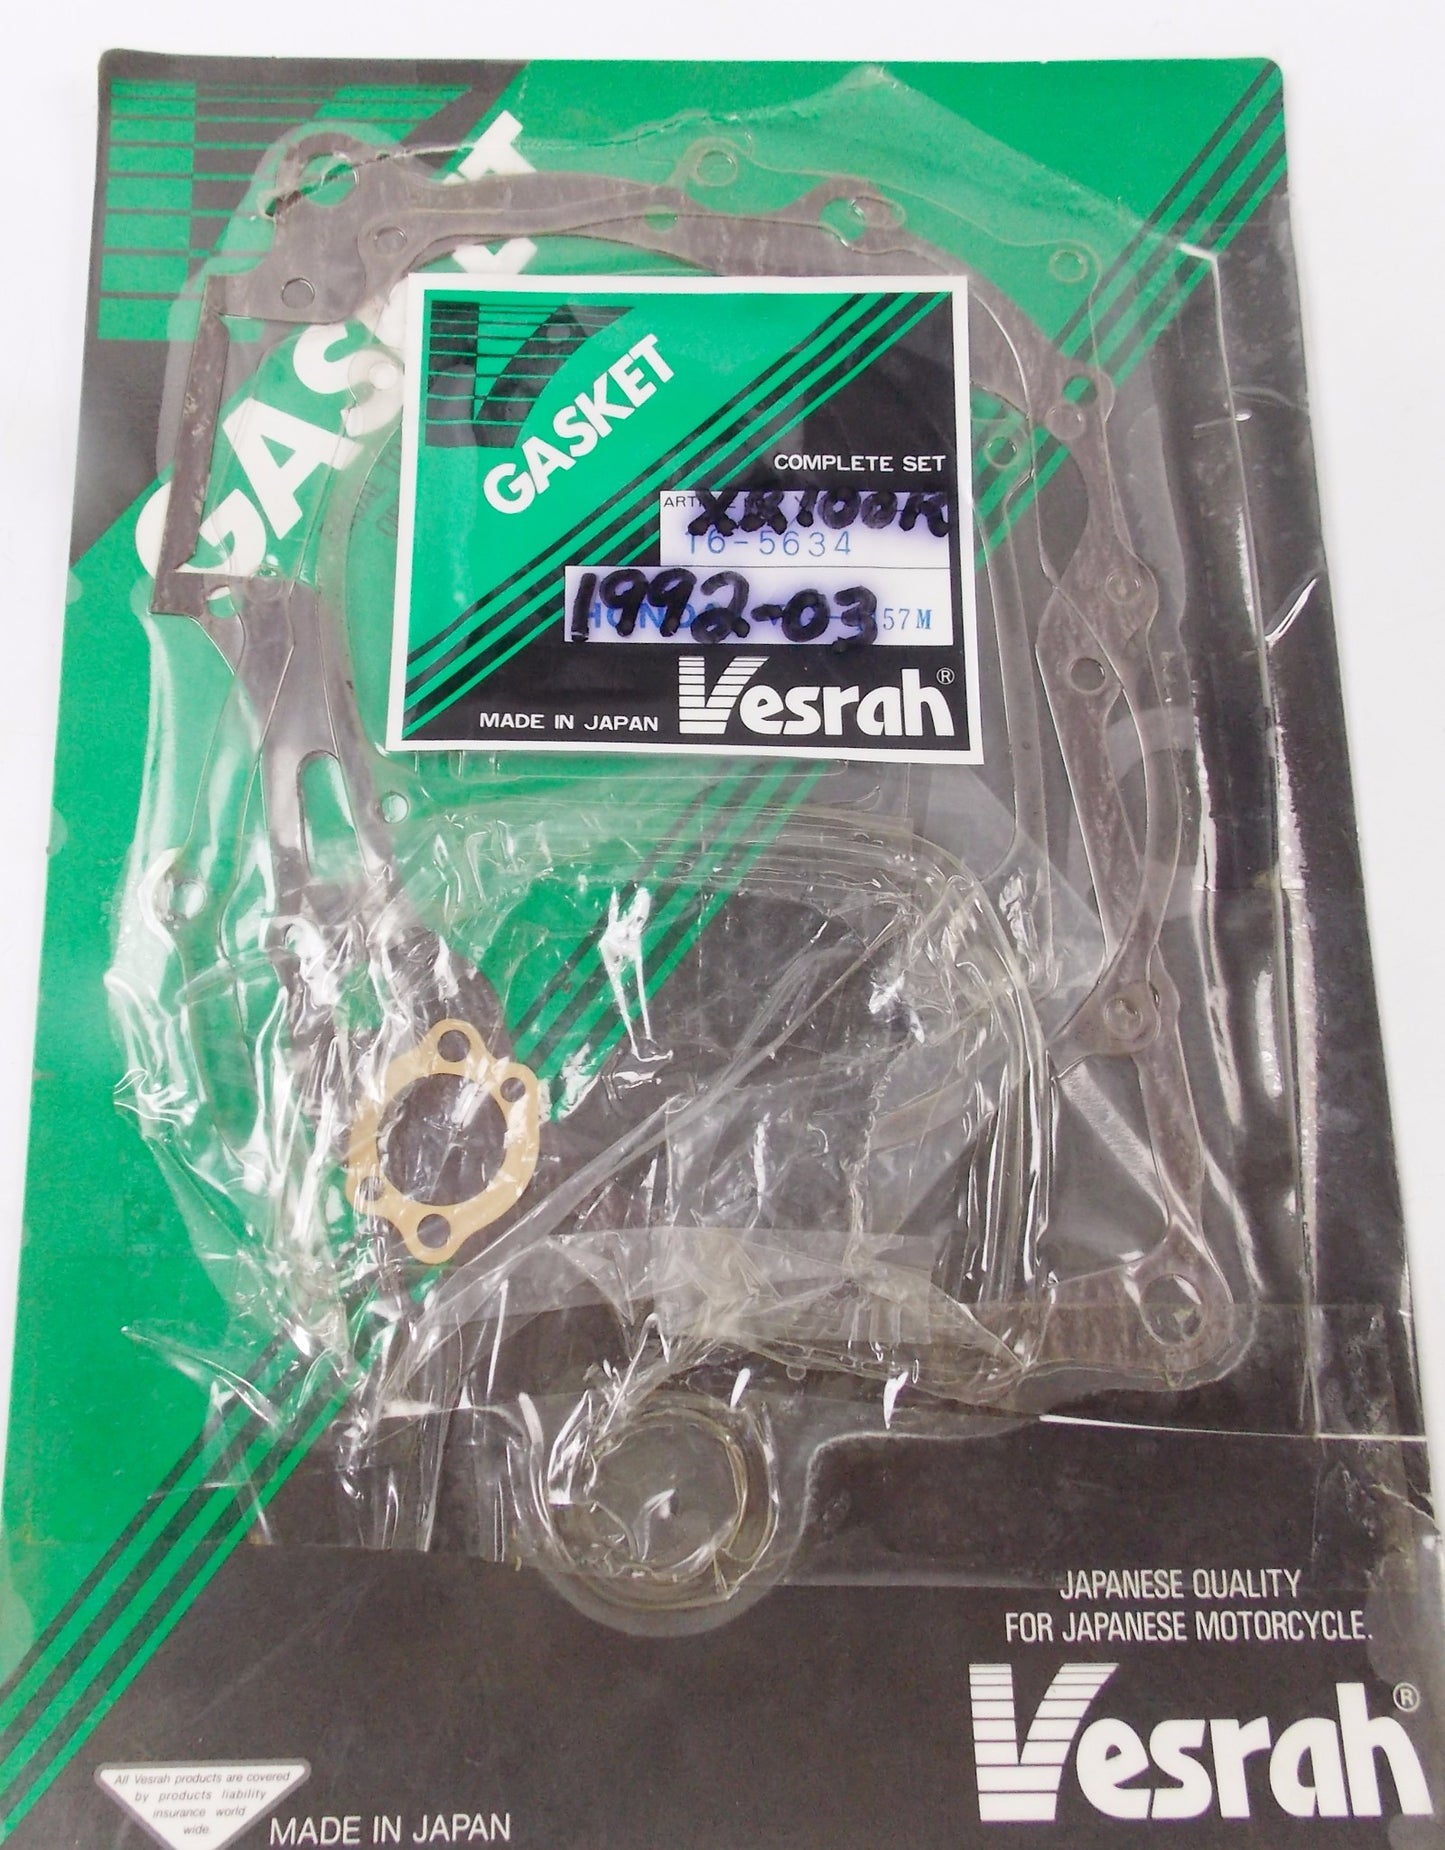 GASKET
GASKET
COMPLETE SET
XR100R
16-5634
1992-03
HONDA 57M
MADE IN JAPAN Vesrah®
JAPANESE QUALITY
FOR JAPANESE MOTORCYCLE.
Vesrah®
All Vesrah products are covered
by products liability
insurance world
wide.
MADE IN JAPAN